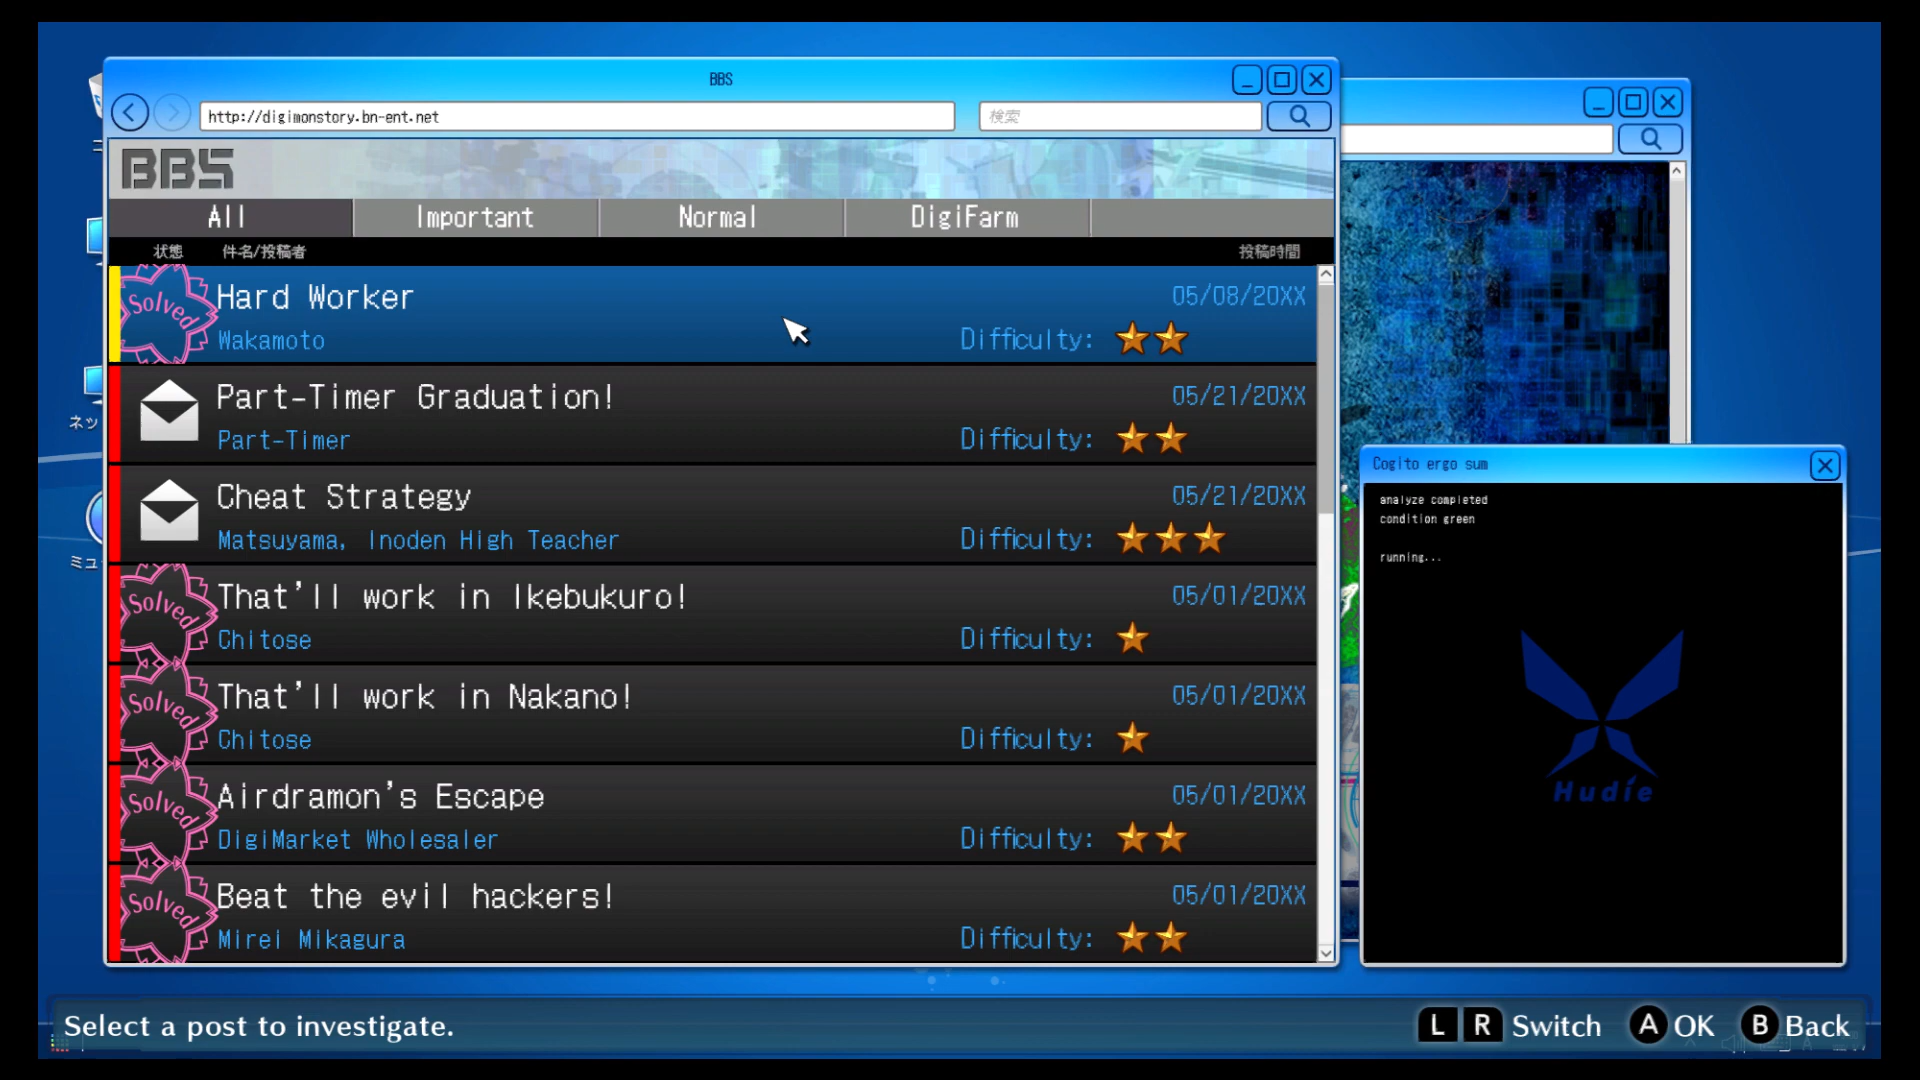 BBS
http://digimonstory.bn-ent.net
検索
BBS
All Important Normal DigiFarm
状態 件名/投稿者 投稿時間
Solved Hard Worker 05/08/20XX
Wakamoto Difficulty:
Part-Timer Graduation! 05/21/20XX
Part-Timer Difficulty:
Cheat Strategy 05/21/20XX
Matsuyama, Inoden High Teacher Difficulty:
Solved That'll work in Ikebukuro! 05/01/20XX
Chitose Difficulty:
Solved That'll work in Nakano! 05/01/20XX
Chitose Difficulty:
Solved Airdramon's Escape 05/01/20XX
DigiMarket Wholesaler Difficulty:
Solved Beat the evil hackers! 05/01/20XX
Mirei Mikagura Difficulty:
ネッ
ミュ
Cogito ergo sum
analyze completed
condition green
running...
Hudie
Select a post to investigate.
L R Switch A OK B Back